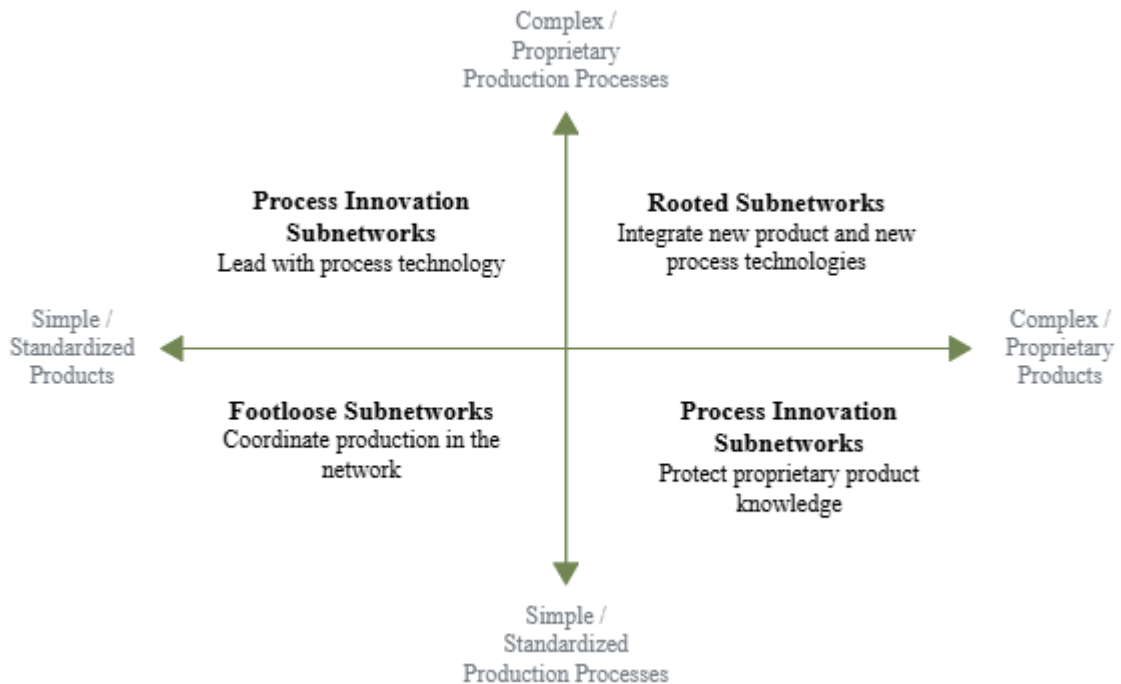 Complex /
Proprietary
Production Processes
Process Innovation
Subnetworks
Lead with process technology
Rooted Subnetworks
Integrate new product and new
process technologies
Simple /
Standardized
Products
Complex /
Proprietary
Products
Footloose Subnetworks
Coordinate production in the
network
Process Innovation
Subnetworks
Protect proprietary product
knowledge
Simple /
Standardized
Production Processes